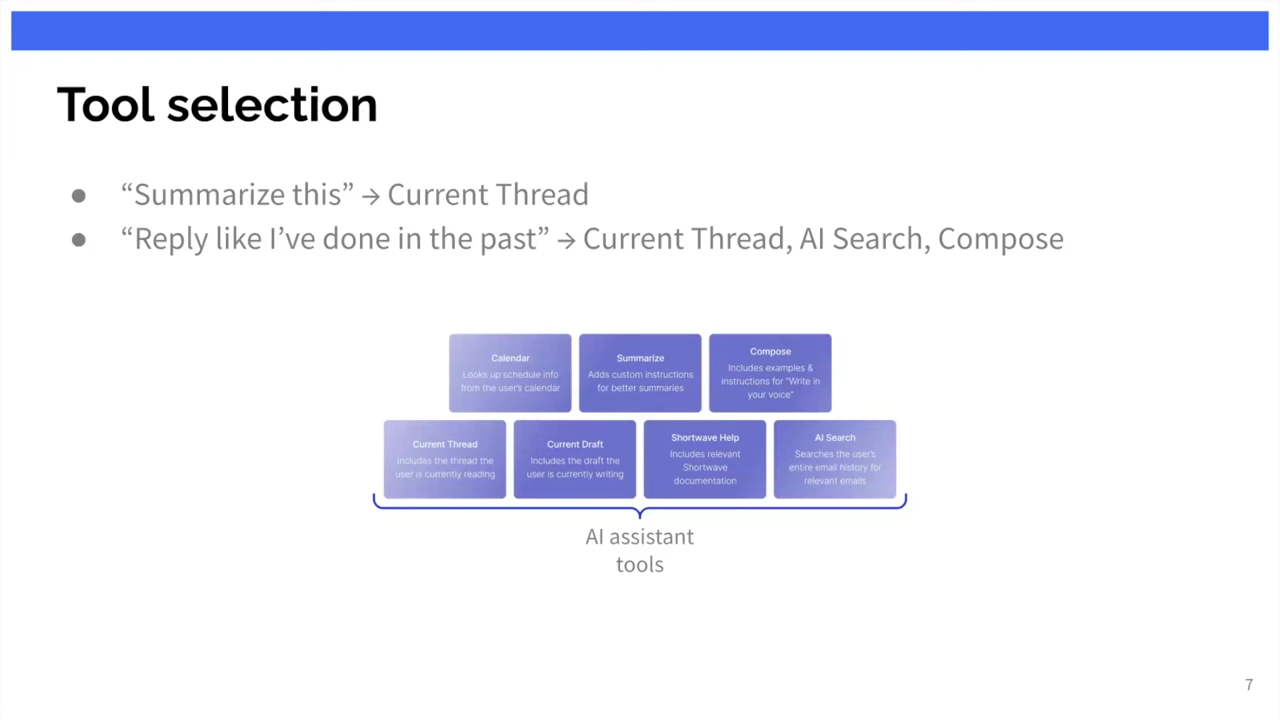 Tool selection
● “Summarize this” → Current Thread
● “Reply like I’ve done in the past” → Current Thread, AI Search, Compose
Calendar
Looks up schedule info
from the user's calendar
Summarize
Adds custom instructions
for better summaries
Compose
Includes examples &
instructions for "Write in
your voice"
Current Thread
Includes the thread the
user is currently reading
Current Draft
Includes the draft the
user is currently writing
Shortwave Help
Includes relevant
Shortwave
documentation
AI Search
Searches the user's
entire email history for
relevant emails
AI assistant
tools
7